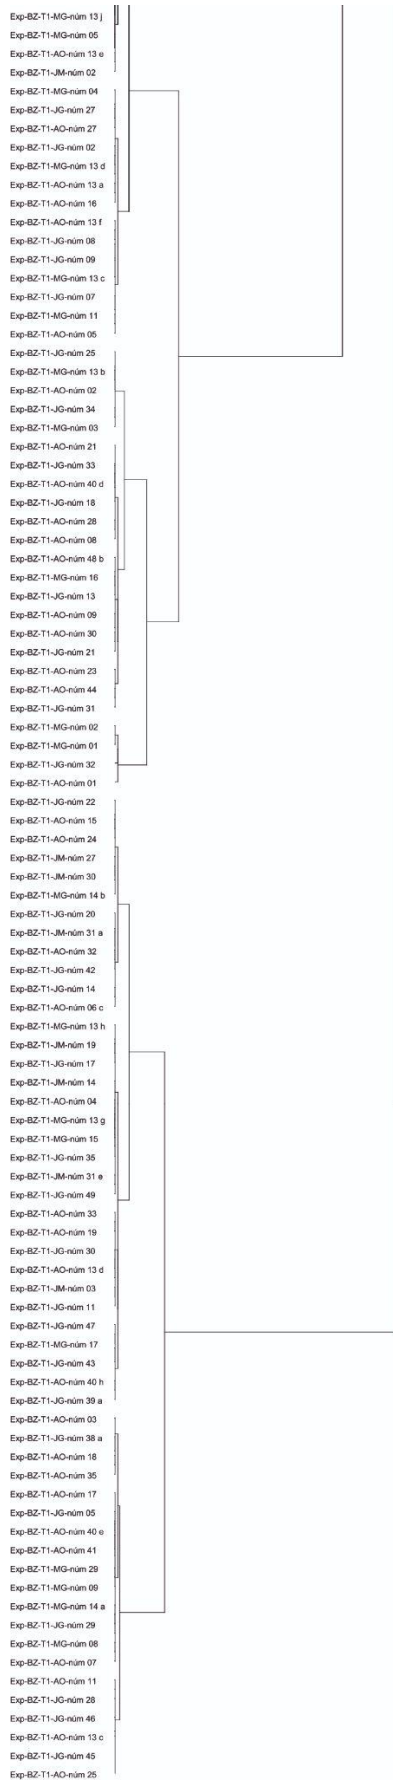 Exp-BZ-T1-MG-núm 13 j
Exp-BZ-T1-MG-núm 05
Exp-BZ-T1-AO-núm 13 e
Exp-BZ-T1-JM-núm 02
Exp-BZ-T1-MG-núm 04
Exp-BZ-T1-JG-núm 27
Exp-BZ-T1-AO-núm 27
Exp-BZ-T1-JG-núm 02
Exp-BZ-T1-MG-núm 13 d
Exp-BZ-T1-AO-núm 13 a
Exp-BZ-T1-AO-núm 16
Exp-BZ-T1-AO-núm 13 f
Exp-BZ-T1-JG-núm 08
Exp-BZ-T1-JG-núm 09
Exp-BZ-T1-MG-núm 13 c
Exp-BZ-T1-JG-núm 07
Exp-BZ-T1-MG-núm 11
Exp-BZ-T1-AO-núm 05
Exp-BZ-T1-JG-núm 25
Exp-BZ-T1-MG-núm 13 b
Exp-BZ-T1-AO-núm 02
Exp-BZ-T1-JG-núm 34
Exp-BZ-T1-MG-núm 03
Exp-BZ-T1-AO-núm 21
Exp-BZ-T1-JG-núm 33
Exp-BZ-T1-AO-núm 40 d
Exp-BZ-T1-JG-núm 18
Exp-BZ-T1-AO-núm 28
Exp-BZ-T1-AO-núm 08
Exp-BZ-T1-AO-núm 48 b
Exp-BZ-T1-MG-núm 16
Exp-BZ-T1-JG-núm 13
Exp-BZ-T1-AO-núm 09
Exp-BZ-T1-AO-núm 30
Exp-BZ-T1-JG-núm 21
Exp-BZ-T1-AO-núm 23
Exp-BZ-T1-AO-núm 44
Exp-BZ-T1-JG-núm 31
Exp-BZ-T1-MG-núm 02
Exp-BZ-T1-MG-núm 01
Exp-BZ-T1-JG-núm 32
Exp-BZ-T1-AO-núm 01
Exp-BZ-T1-JG-núm 22
Exp-BZ-T1-AO-núm 15
Exp-BZ-T1-AO-núm 24
Exp-BZ-T1-JM-núm 27
Exp-BZ-T1-JM-núm 30
Exp-BZ-T1-MG-núm 14 b
Exp-BZ-T1-JG-núm 20
Exp-BZ-T1-JM-núm 31 a
Exp-BZ-T1-AO-núm 32
Exp-BZ-T1-JG-núm 42
Exp-BZ-T1-JG-núm 14
Exp-BZ-T1-AO-núm 06 c
Exp-BZ-T1-MG-núm 13 h
Exp-BZ-T1-JM-núm 19
Exp-BZ-T1-JG-núm 17
Exp-BZ-T1-JM-núm 14
Exp-BZ-T1-AO-núm 04
Exp-BZ-T1-MG-núm 13 g
Exp-BZ-T1-MG-núm 15
Exp-BZ-T1-JG-núm 35
Exp-BZ-T1-JM-núm 31 e
Exp-BZ-T1-JG-núm 49
Exp-BZ-T1-AO-núm 33
Exp-BZ-T1-AO-núm 19
Exp-BZ-T1-JG-núm 30
Exp-BZ-T1-AO-núm 13 d
Exp-BZ-T1-JM-núm 03
Exp-BZ-T1-JG-núm 11
Exp-BZ-T1-JG-núm 47
Exp-BZ-T1-MG-núm 17
Exp-BZ-T1-JG-núm 43
Exp-BZ-T1-AO-núm 40 h
Exp-BZ-T1-JG-núm 39 a
Exp-BZ-T1-AO-núm 03
Exp-BZ-T1-JG-núm 38 a
Exp-BZ-T1-AO-núm 18
Exp-BZ-T1-AO-núm 35
Exp-BZ-T1-AO-núm 17
Exp-BZ-T1-JG-núm 05
Exp-BZ-T1-AO-núm 40 e
Exp-BZ-T1-AO-núm 41
Exp-BZ-T1-MG-núm 29
Exp-BZ-T1-MG-núm 09
Exp-BZ-T1-MG-núm 14 a
Exp-BZ-T1-JG-núm 29
Exp-BZ-T1-MG-núm 08
Exp-BZ-T1-AO-núm 07
Exp-BZ-T1-AO-núm 11
Exp-BZ-T1-JG-núm 28
Exp-BZ-T1-JG-núm 46
Exp-BZ-T1-AO-núm 13 c
Exp-BZ-T1-JG-núm 45
Exp-BZ-T1-AO-núm 25